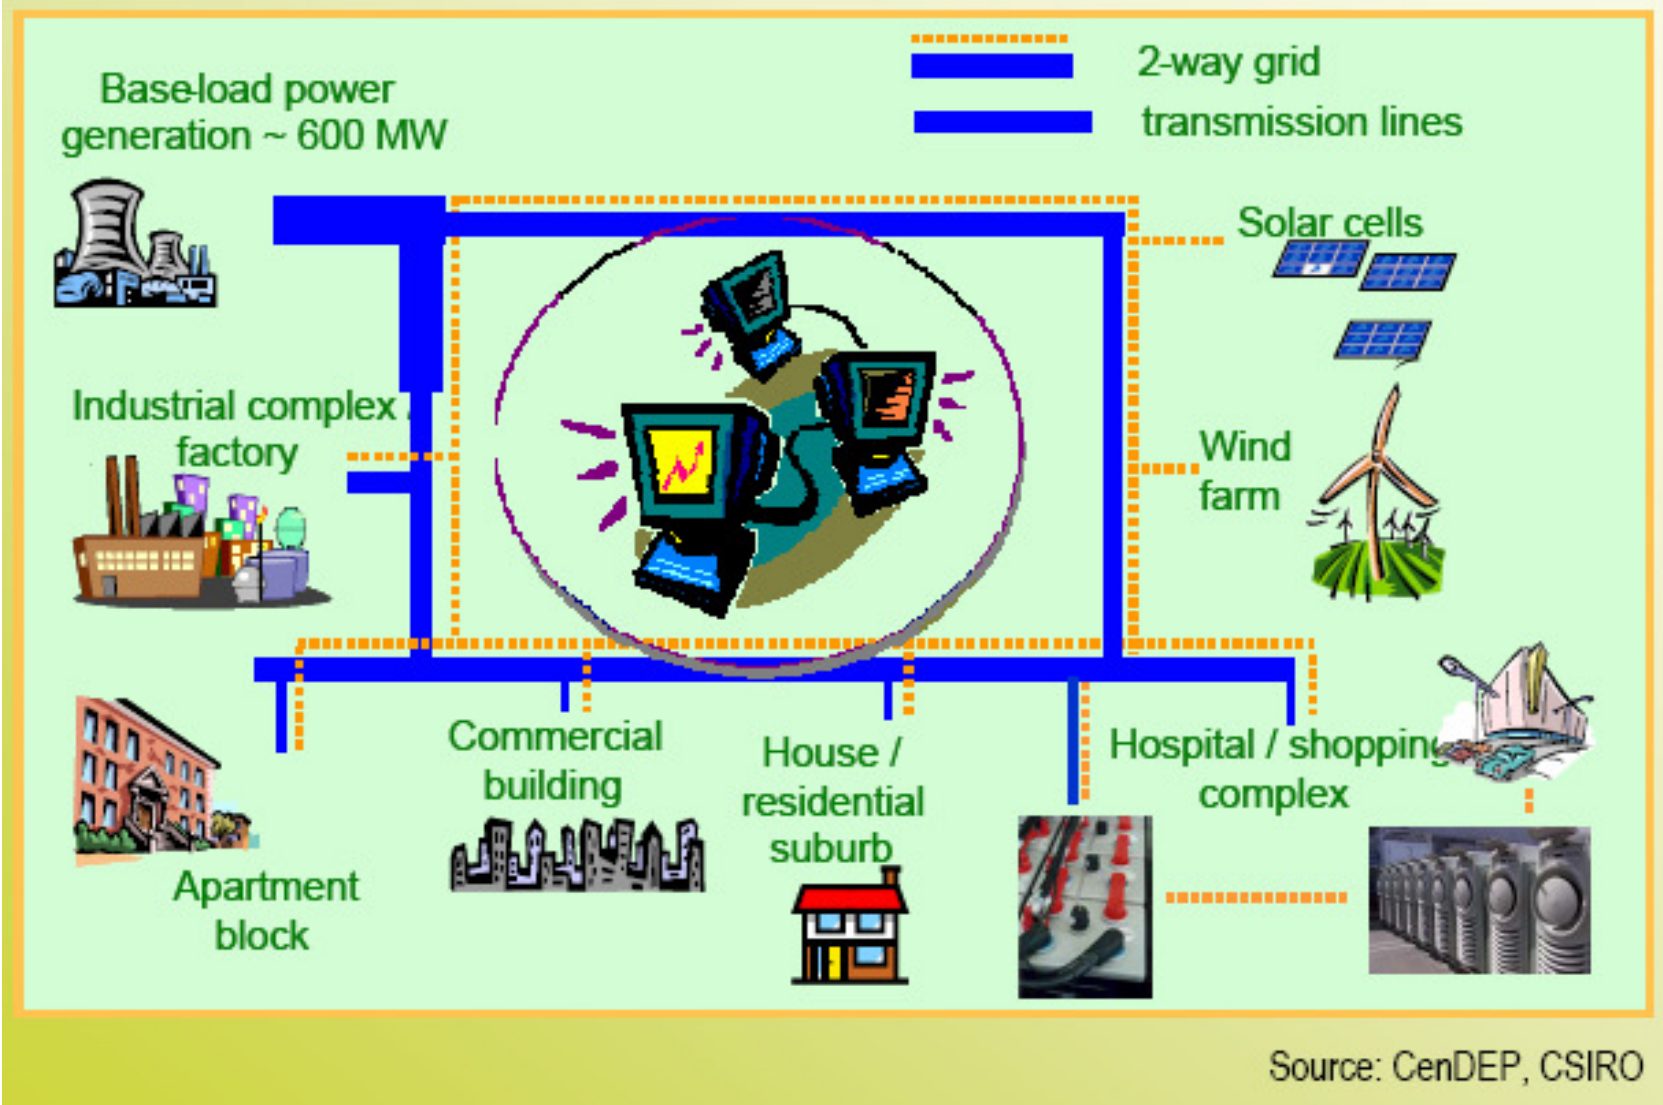 Base-load power
generation ~ 600 MW
2-way grid
transmission lines
Solar cells
Industrial complex /
factory
Wind
farm
Commercial
building
House /
residential
suburb
Hospital / shopping
complex
Apartment
block
Source: CenDEP, CSIRO